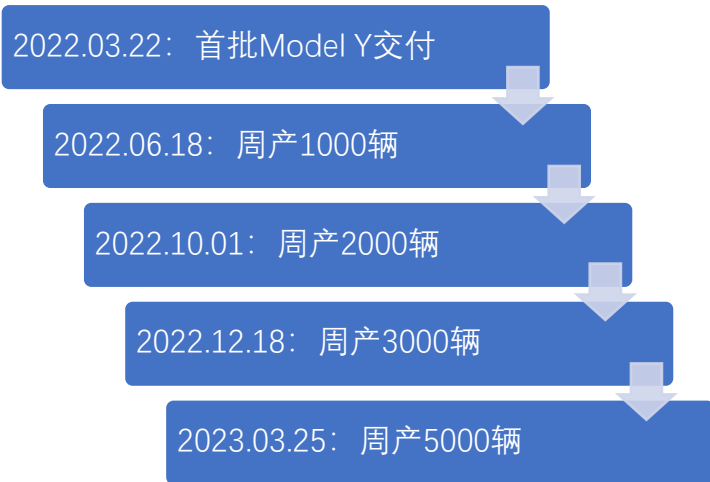 2022.03.22：首批Model Y交付
2022.06.18：周产1000辆
2022.10.01：周产2000辆
2022.12.18：周产3000辆
2023.03.25：周产5000辆